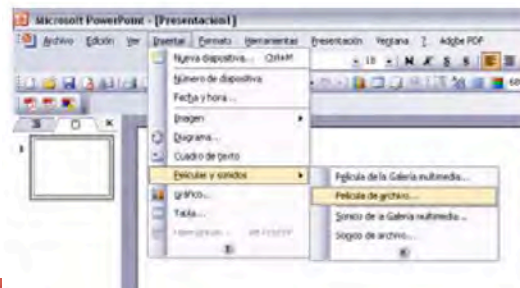 Microsoft PowerPoint - [Presentación1]
Archivo Edición Ver Insertar Formato Herramientas Presentación Ventana ? Adobe PDF
Nueva diapositiva... Ctrl+M
18 N K S S
Número de diapositiva
Fecha y hora...
Imagen
Diagrama...
Cuadro de texto
Películas y sonidos
Película de la Galería multimedia...
Gráfico...
Película de archivo...
Tabla...
Sonido de la Galería multimedia...
Sonido de archivo...
1